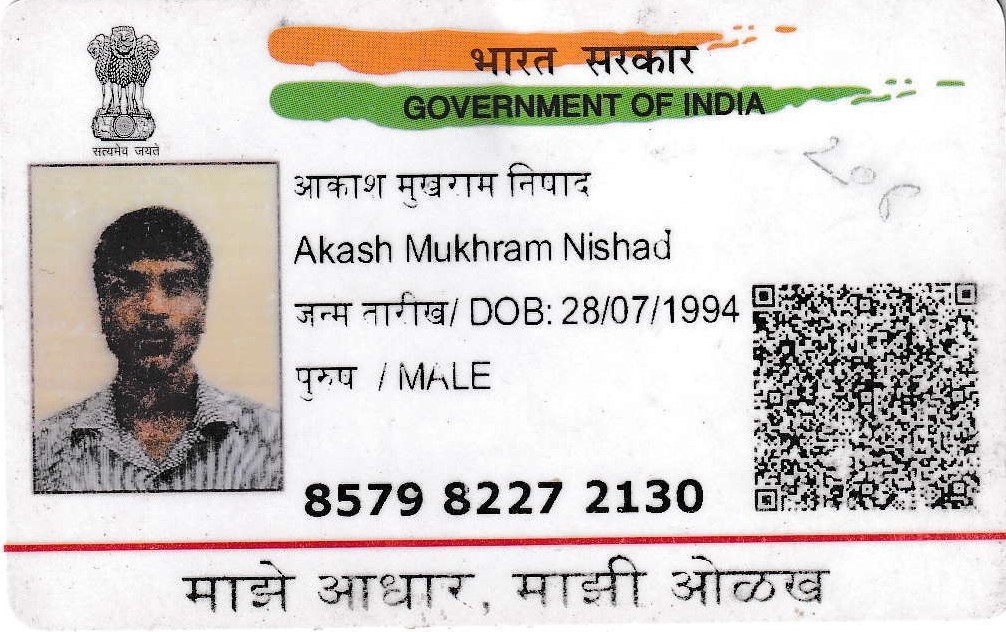 भारत सरकार
GOVERNMENT OF INDIA
सत्यमेव जयते
आकाश मुखराम निषाद
Akash Mukhram Nishad
जन्म तारीख/ DOB: 28/07/1994
पुरुष / MALE
8579 8227 2130
माझे आधार, माझी ओळख